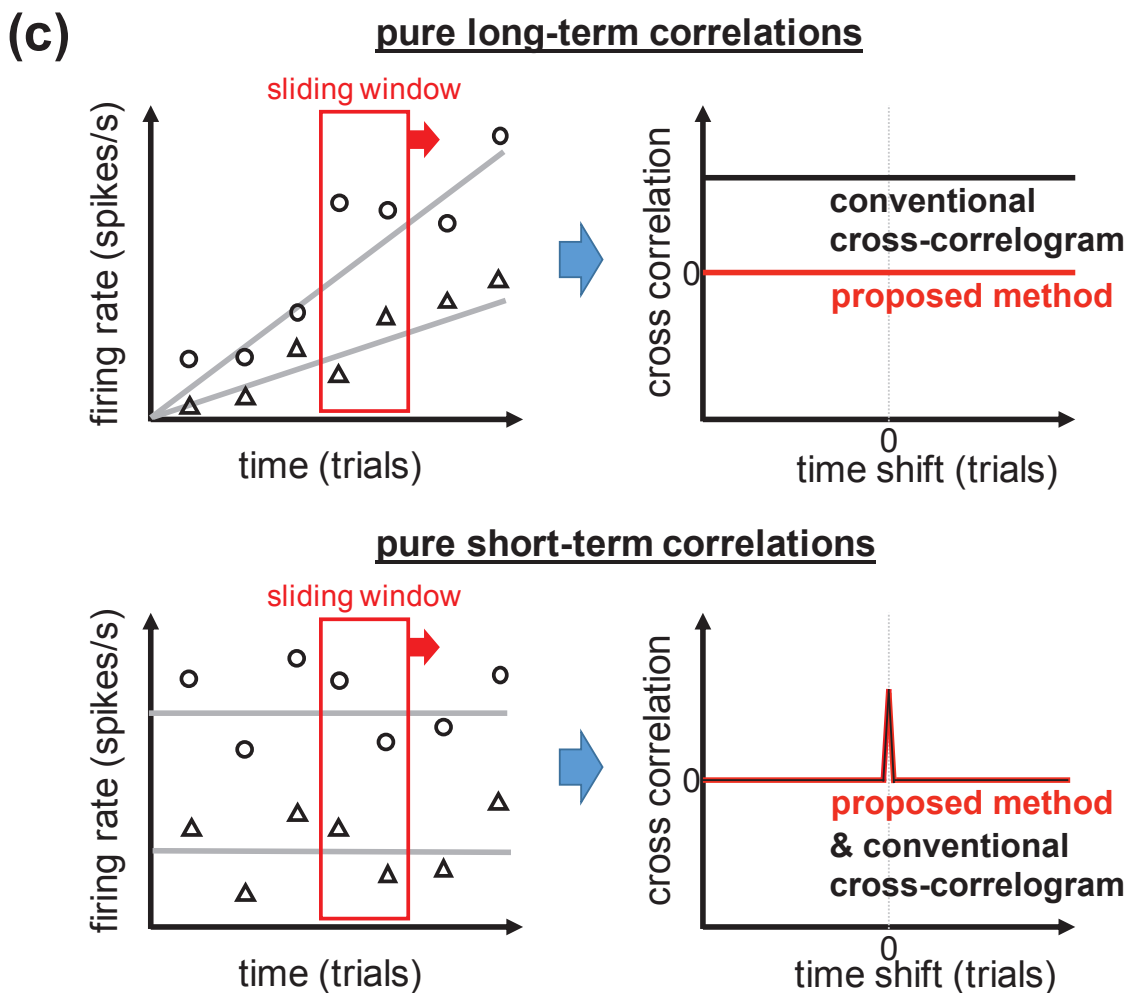 (c)
pure long-term correlations
sliding window
firing rate (spikes/s)
time (trials)
cross correlation
0
conventional
cross-correlogram
proposed method
0
time shift (trials)
pure short-term correlations
sliding window
firing rate (spikes/s)
time (trials)
cross correlation
0
proposed method
& conventional
cross-correlogram
0
time shift (trials)